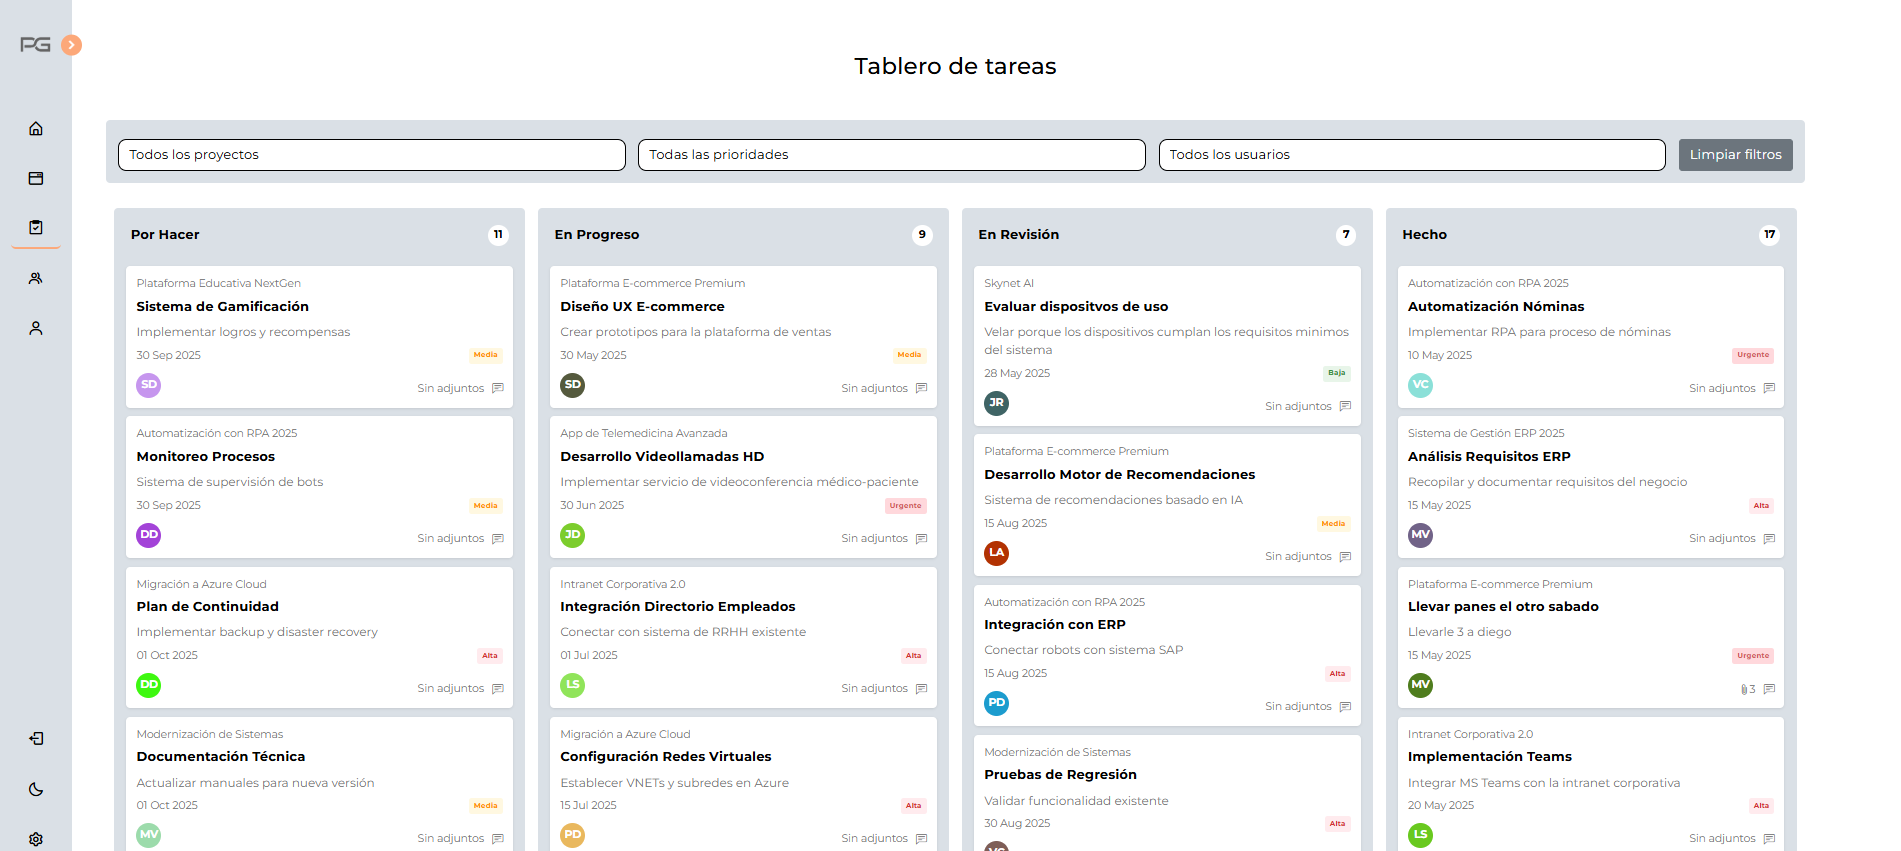 PG
Tablero de tareas
Todos los proyectos
Todas las prioridades
Todos los usuarios
Limpiar filtros
Por Hacer
11
Plataforma Educativa NextGen
Sistema de Gamificación
Implementar logros y recompensas
30 Sep 2025
Media
SD
Sin adjuntos
Automatización con RPA 2025
Monitoreo Procesos
Sistema de supervisión de bots
30 Sep 2025
Media
DD
Sin adjuntos
Migración a Azure Cloud
Plan de Continuidad
Implementar backup y disaster recovery
01 Oct 2025
Alta
DD
Sin adjuntos
Modernización de Sistemas
Documentación Técnica
Actualizar manuales para nueva versión
01 Oct 2025
Media
MV
Sin adjuntos
En Progreso
9
Plataforma E-commerce Premium
Diseño UX E-commerce
Crear prototipos para la plataforma de ventas
30 May 2025
Media
SD
Sin adjuntos
App de Telemedicina Avanzada
Desarrollo Videollamadas HD
Implementar servicio de videoconferencia médico-paciente
30 Jun 2025
Urgente
JD
Sin adjuntos
Intranet Corporativa 2.0
Integración Directorio Empleados
Conectar con sistema de RRHH existente
01 Jul 2025
Alta
LS
Sin adjuntos
Migración a Azure Cloud
Configuración Redes Virtuales
Establecer VNETs y subredes en Azure
15 Jul 2025
Alta
PD
Sin adjuntos
En Revisión
7
Skynet AI
Evaluar dispositvos de uso
Velar porque los dispositivos cumplan los requisitos minimos
del sistema
28 May 2025
Baja
JR
Sin adjuntos
Plataforma E-commerce Premium
Desarrollo Motor de Recomendaciones
Sistema de recomendaciones basado en IA
15 Aug 2025
Media
LA
Sin adjuntos
Automatización con RPA 2025
Integración con ERP
Conectar robots con sistema SAP
15 Aug 2025
Alta
PD
Sin adjuntos
Modernización de Sistemas
Pruebas de Regresión
Validar funcionalidad existente
30 Aug 2025
Alta
Hecho
17
Automatización con RPA 2025
Automatización Nóminas
Implementar RPA para proceso de nóminas
10 May 2025
Urgente
VC
Sin adjuntos
Sistema de Gestión ERP 2025
Análisis Requisitos ERP
Recopilar y documentar requisitos del negocio
15 May 2025
Alta
MV
Sin adjuntos
Plataforma E-commerce Premium
Llevar panes el otro sabado
Llevarle 3 a diego
15 May 2025
Urgente
MV
3
Intranet Corporativa 2.0
Implementación Teams
Integrar MS Teams con la intranet corporativa
20 May 2025
Alta
LS
Sin adjuntos